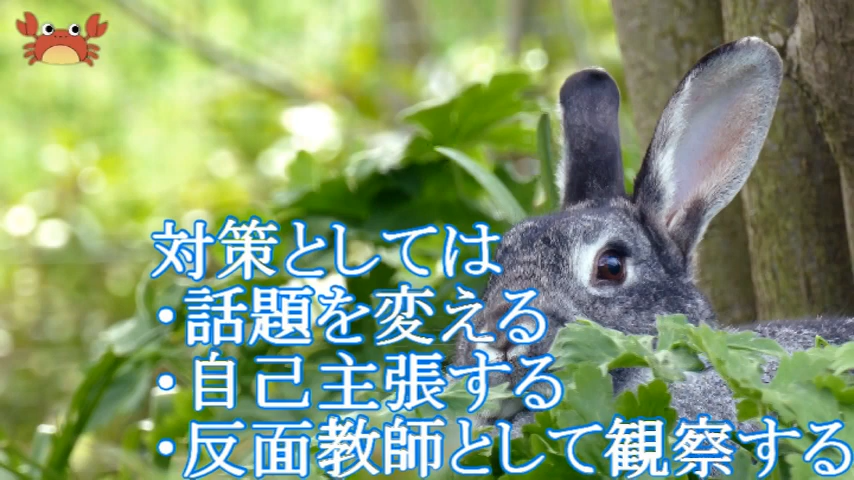 対策としては
・話題を変える
・自己主張する
・反面教師として観察する